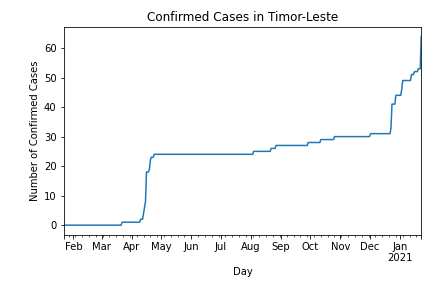 Confirmed Cases in Timor-Leste
Number of Confirmed Cases
60
50
40
30
20
10
0
Feb Mar Apr May Jun Jul Aug Sep Oct Nov Dec Jan
2021
Day